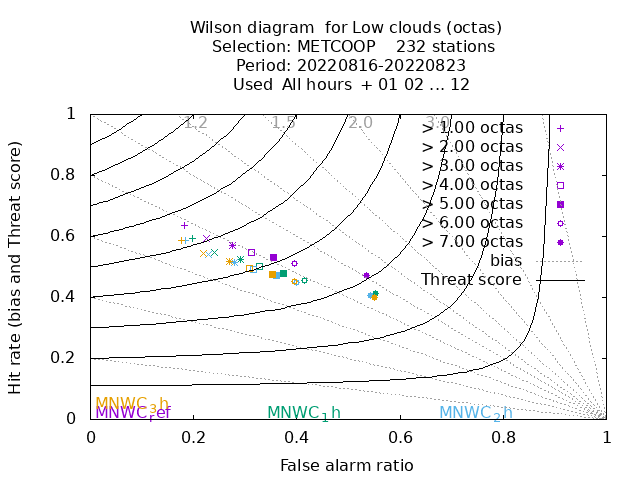 Wilson diagram for Low clouds (octas)
Selection: METCOOP 232 stations
Period: 20220816-20220823
Used All hours + 01 02 ... 12
Hit rate (bias and Threat score)
1
0.8
0.6
0.4
0.2
0
1.2
1.5
2.0
3.0
> 1.00 octas
> 2.00 octas
> 3.00 octas
> 4.00 octas
> 5.00 octas
> 6.00 octas
> 7.00 octas
bias
Threat score
MNWC_3h
MNWC_ref
MNWC_1h
MNWC_2h
0
0.2
0.4
0.6
0.8
1
False alarm ratio